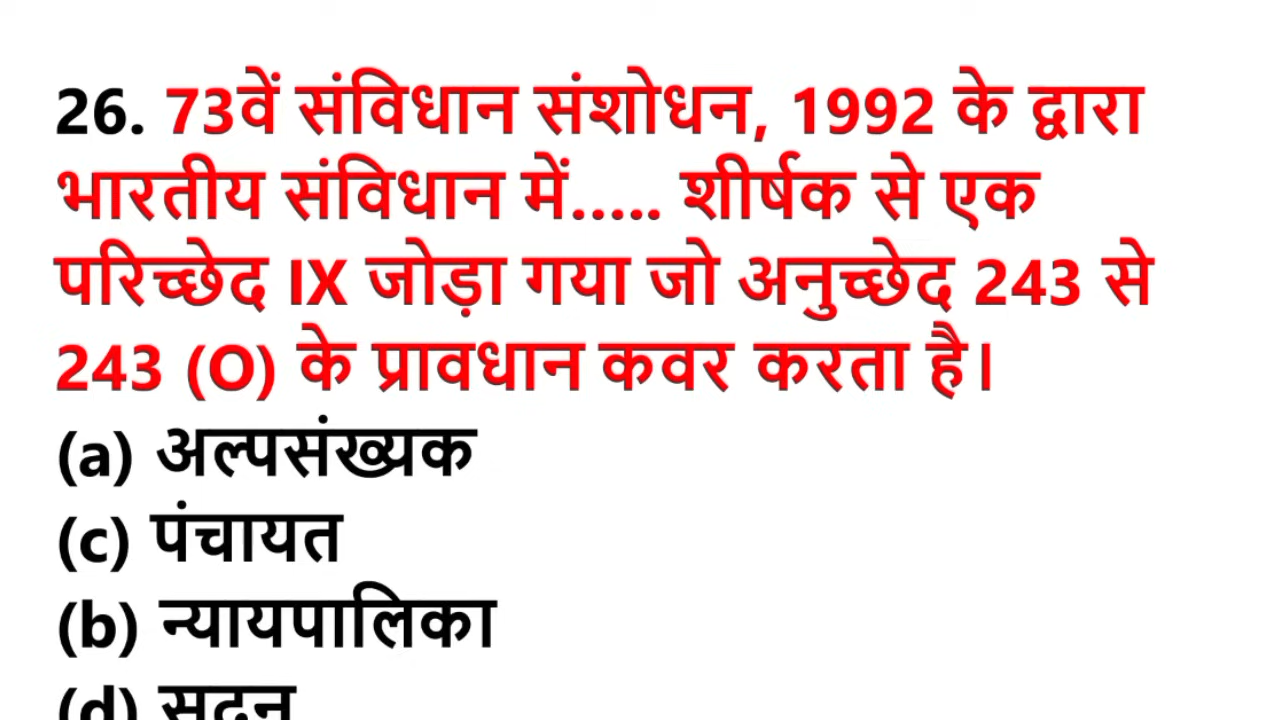 26. 73वें संविधान संशोधन, 1992 के द्वारा
भारतीय संविधान में..... शीर्षक से एक
परिच्छेद IX जोड़ा गया जो अनुच्छेद 243 से
243 (O) के प्रावधान कवर करता है।
(a) अल्पसंख्यक
(c) पंचायत
(b) न्यायपालिका
(d) सदन